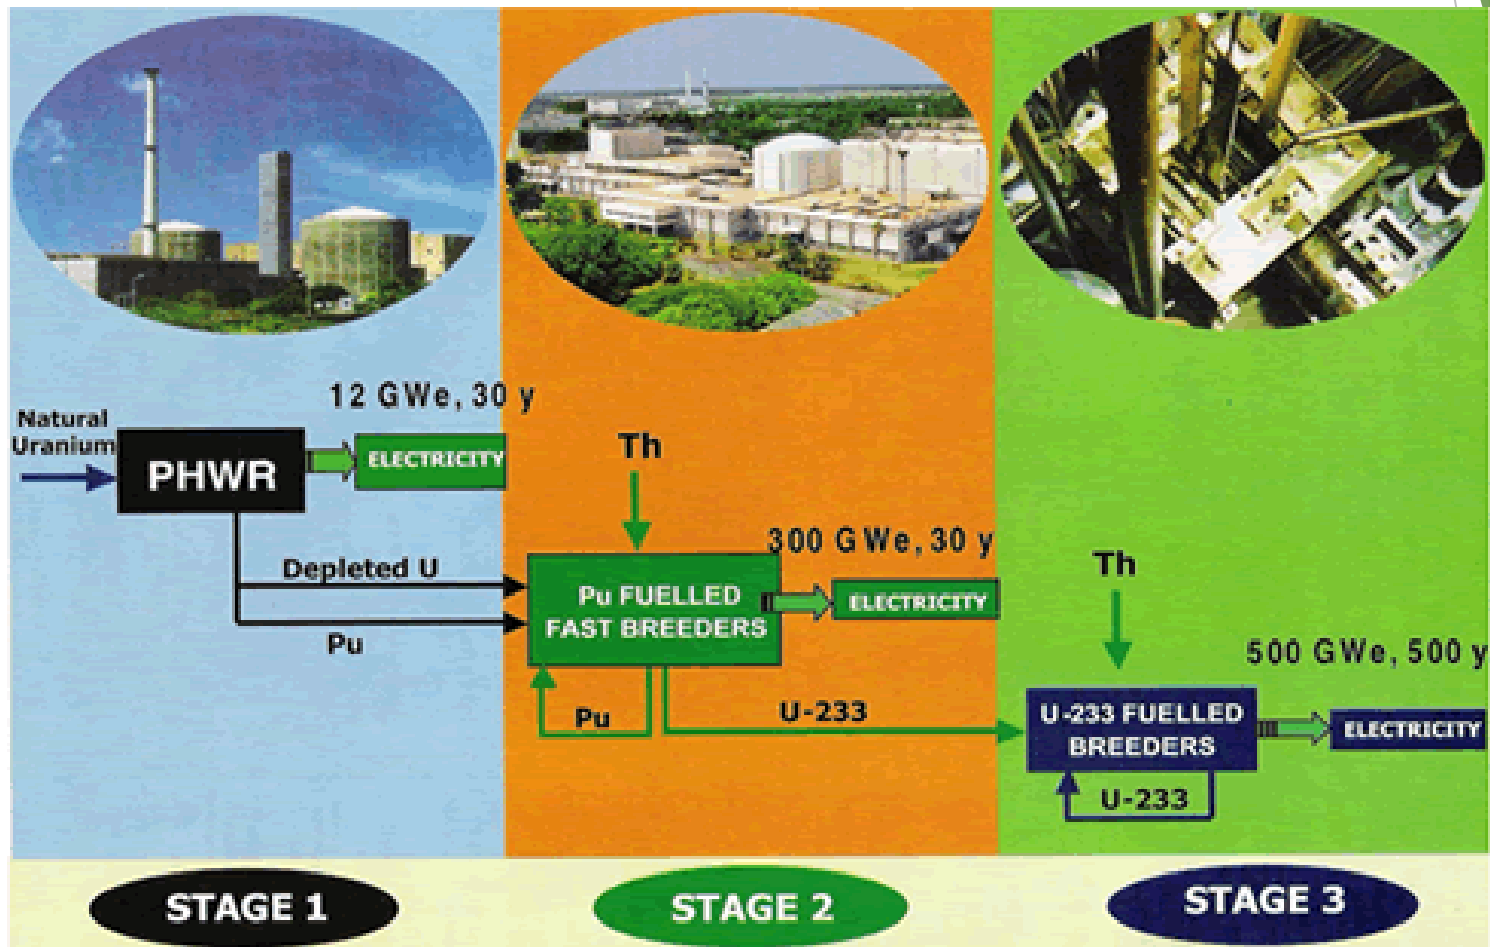 12 GWe, 30 y
Natural
Uranium
PHWR
ELECTRICITY
Depleted U
Pu
Th
300 GWe, 30 y
Pu FUELLED
FAST BREEDERS
ELECTRICITY
Pu
U-233
Th
500 GWe, 500 y
U-233 FUELLED
BREEDERS
ELECTRICITY
U-233
STAGE 1
STAGE 2
STAGE 3